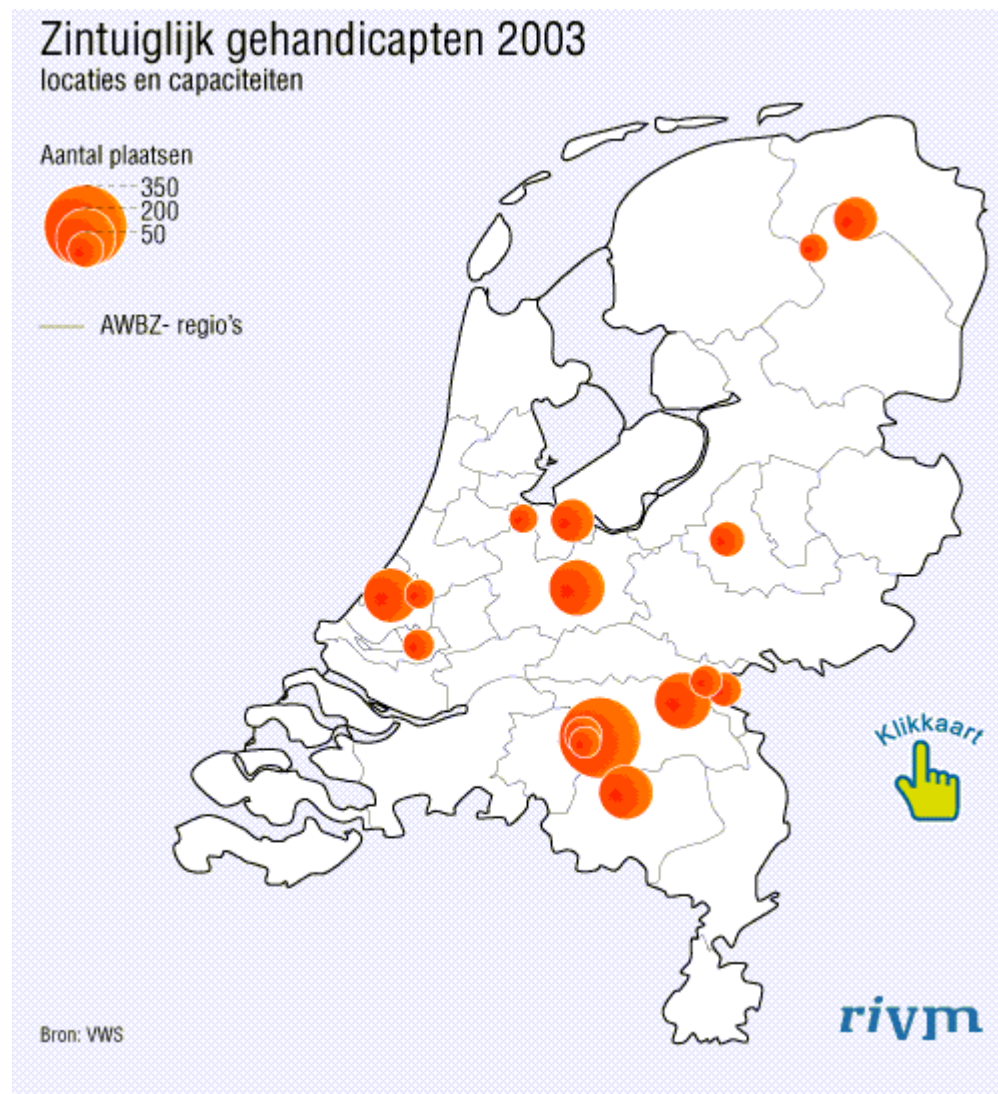 Zintuiglijk gehandicapten 2003
locaties en capaciteiten
Aantal plaatsen
350
200
50
AWBZ- regio's
Klikkaart
Bron: VWS
rivm